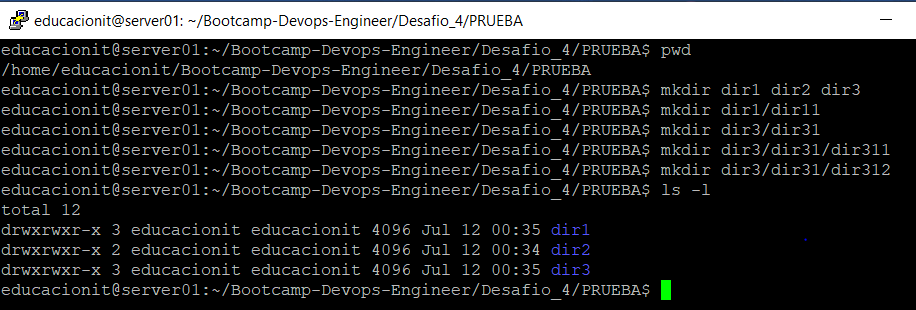 educacionit@server01: ~/Bootcamp-Devops-Engineer/Desafio_4/PRUEBA
educacionit@server01:~/Bootcamp-Devops-Engineer/Desafio_4/PRUEBA$ pwd
/home/educacionit/Bootcamp-Devops-Engineer/Desafio_4/PRUEBA
educacionit@server01:~/Bootcamp-Devops-Engineer/Desafio_4/PRUEBA$ mkdir dir1 dir2 dir3
educacionit@server01:~/Bootcamp-Devops-Engineer/Desafio_4/PRUEBA$ mkdir dir1/dir11
educacionit@server01:~/Bootcamp-Devops-Engineer/Desafio_4/PRUEBA$ mkdir dir3/dir31
educacionit@server01:~/Bootcamp-Devops-Engineer/Desafio_4/PRUEBA$ mkdir dir3/dir31/dir311
educacionit@server01:~/Bootcamp-Devops-Engineer/Desafio_4/PRUEBA$ mkdir dir3/dir31/dir312
educacionit@server01:~/Bootcamp-Devops-Engineer/Desafio_4/PRUEBA$ ls -l
total 12
drwxrwxr-x 3 educacionit educacionit 4096 Jul 12 00:35 dir1
drwxrwxr-x 2 educacionit educacionit 4096 Jul 12 00:34 dir2
drwxrwxr-x 3 educacionit educacionit 4096 Jul 12 00:35 dir3
educacionit@server01:~/Bootcamp-Devops-Engineer/Desafio_4/PRUEBA$